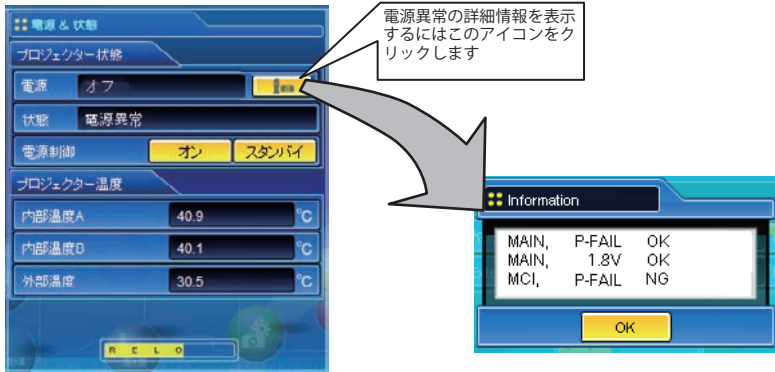 電源 & 状態
プロジェクター状態
電源 オフ
状態 電源異常
電源制御 オン スタンバイ
プロジェクター温度
内部温度A 40.9 ℃
内部温度B 40.1 ℃
外部温度 30.5 ℃
R E L O
電源異常の詳細情報を表示
するにはこのアイコンをク
リックします
Information
MAIN, P-FAIL OK
MAIN, 1.8V OK
MCI, P-FAIL NG
OK